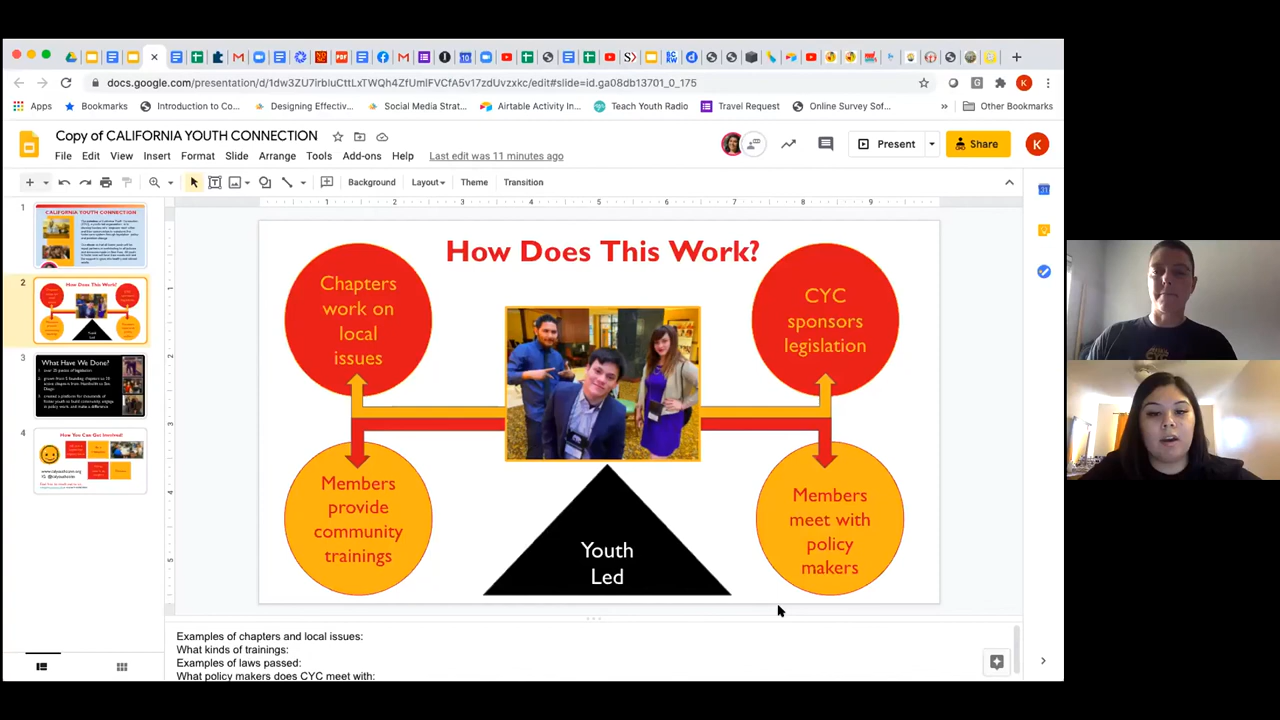 docs.google.com/presentation/d/1dw3ZU7irbIuCttLxTWQh4ZfUmlFVCfA5v17zdUvzxkc/edit#slide=id.ga08db13701_0_175
Apps
Bookmarks
Introduction to Co...
Designing Effectiv...
Social Media Strat...
Airtable Activity In...
Teach Youth Radio
Travel Request
Online Survey Sof...
Other Bookmarks
Copy of CALIFORNIA YOUTH CONNECTION
File Edit View Insert Format Slide Arrange Tools Add-ons Help Last edit was 11 minutes ago
Present
Share
K
Background Layout Theme Transition
1
CALIFORNIA YOUTH CONNECTION
2
How Does This Work?
3
What Have We Done?
4
How You Can Get Involved!
How Does This Work?
Chapters
work on
local
issues
CYC
sponsors
legislation
Members
provide
community
trainings
Youth
Led
Members
meet with
policy
makers
Examples of chapters and local issues:
What kinds of trainings:
Examples of laws passed:
What policy makers does CYC meet with: